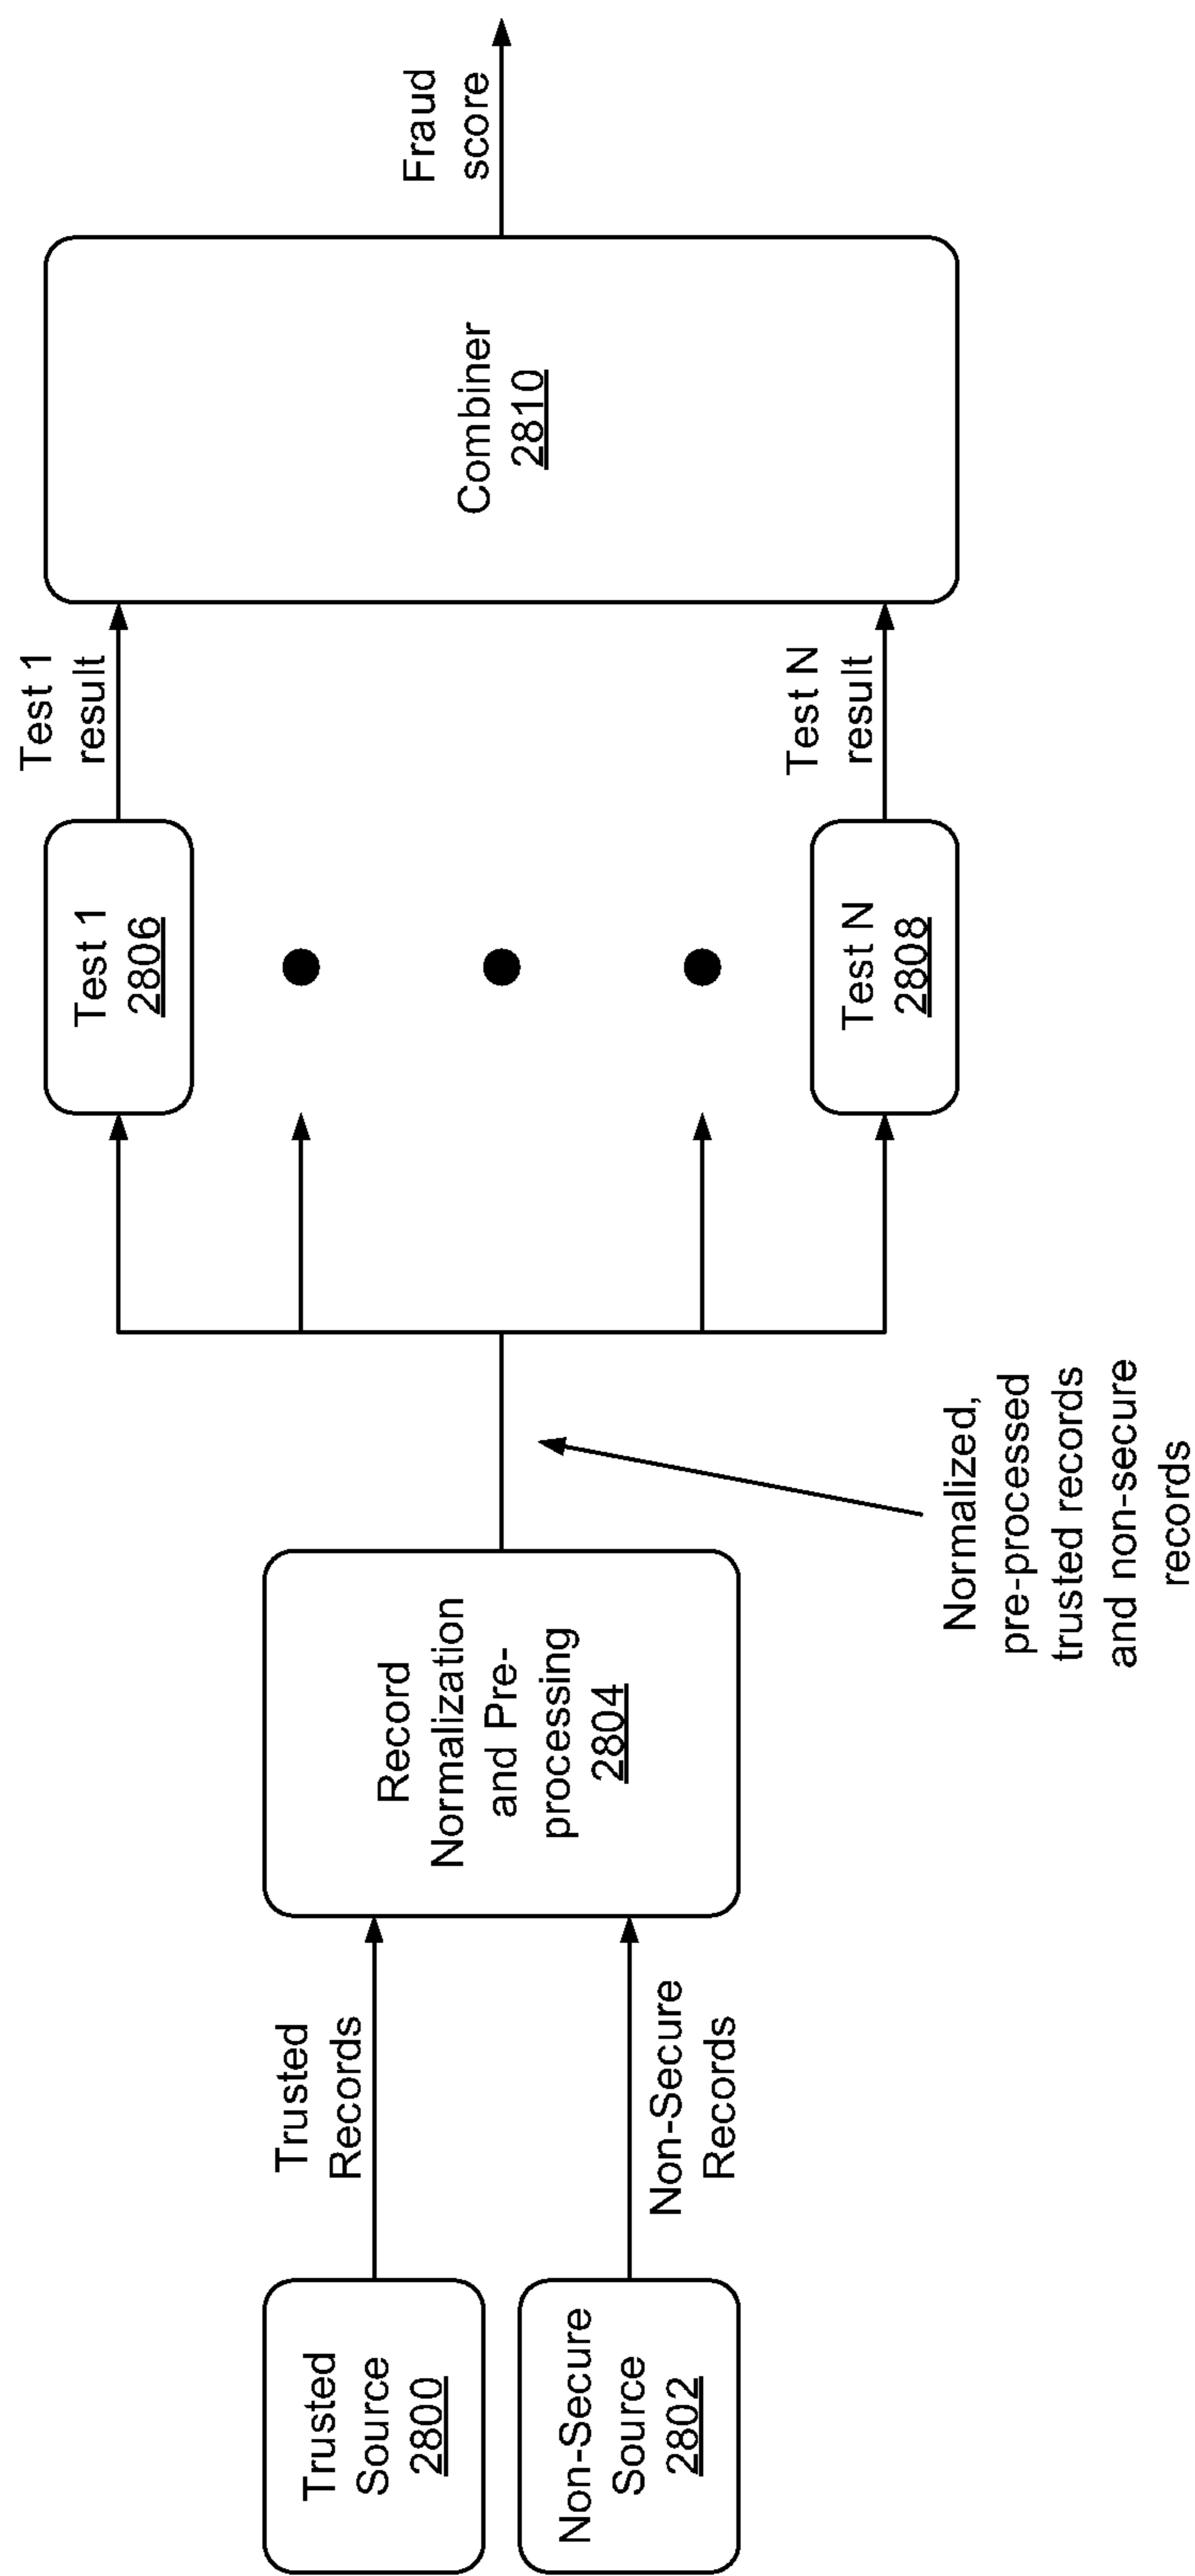 Trusted
Source
2800
Non-Secure
Source
2802
Trusted
Records
Non-Secure
Records
Record
Normalization
and Pre-
processing
2804
Normalized,
pre-processed
trusted records
and non-secure
records
Test 1
2806
Test N
2808
Test 1
result
Test N
result
Combiner
2810
Fraud
score